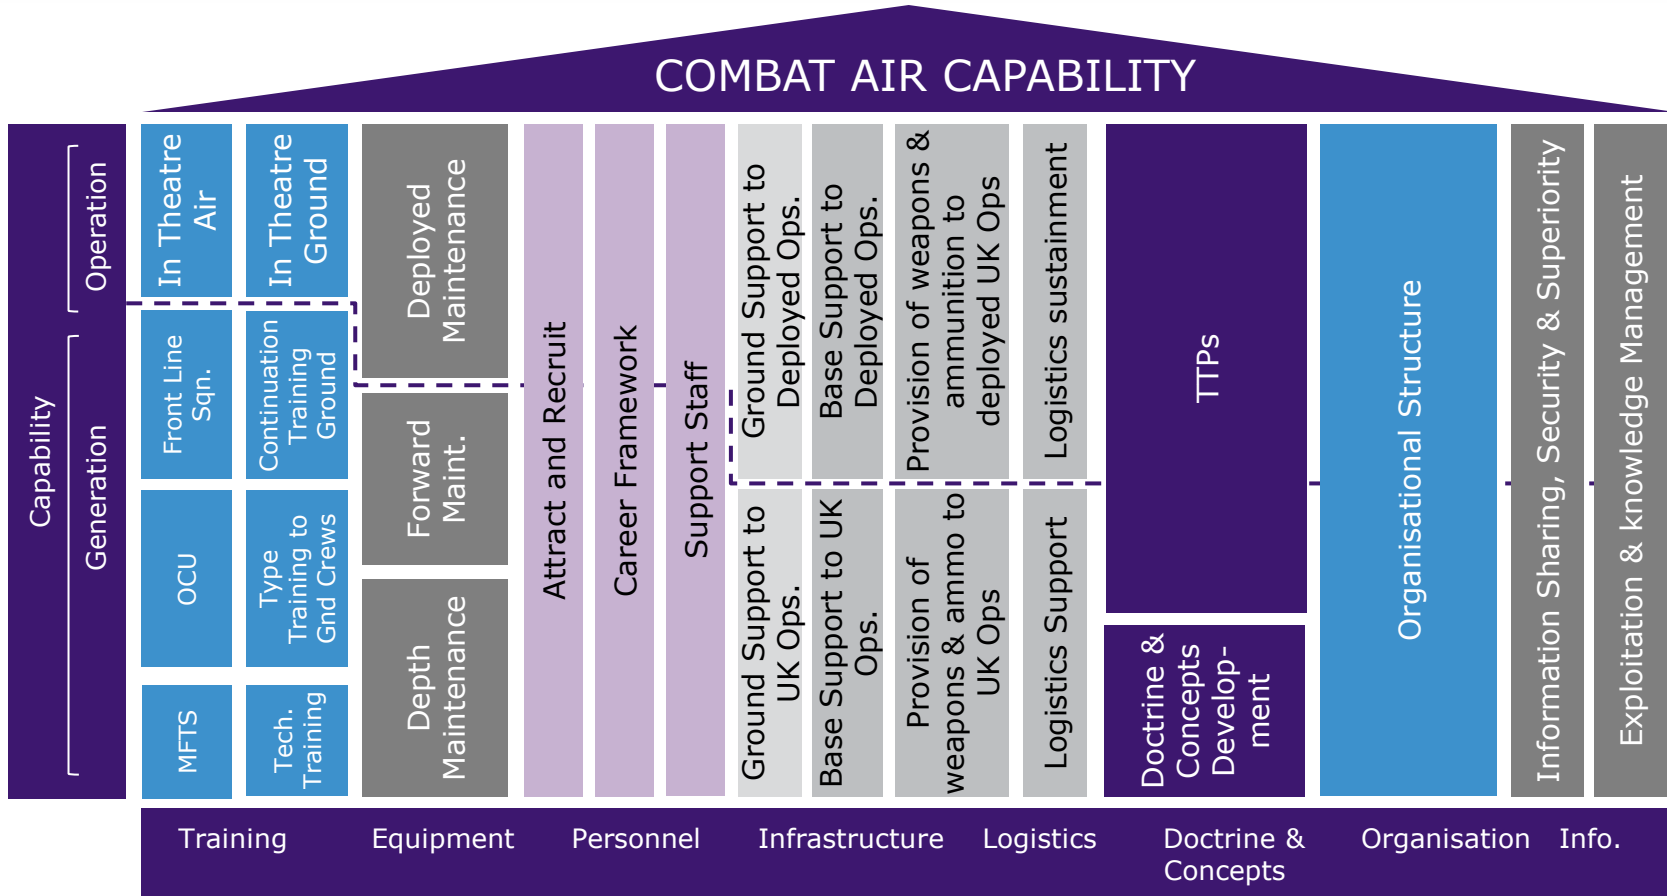 COMBAT AIR CAPABILITY
Capability
Operation
Generation
In Theatre
Air
In Theatre
Ground
Front Line
Sqn.
Continuation
Training
Ground
OCU
Type
Training to
Gnd Crews
MFTS
Tech.
Training
Deployed
Maintenance
Forward
Maint.
Depth
Maintenance
Attract and Recruit
Career Framework
Support Staff
Ground Support to
Deployed Ops.
Ground Support to
UK Ops.
Base Support to
Deployed Ops.
Base Support to UK
Ops.
Provision of weapons &
ammunition to
deployed UK Ops
Provision of
weapons & ammo to
UK Ops
Logistics sustainment
Logistics Support
TTPs
Doctrine &
Concepts
Develop-
ment
Organisational Structure
Information Sharing, Security & Superiority
Exploitation & knowledge Management
Training
Equipment
Personnel
Infrastructure
Logistics
Doctrine &
Concepts
Organisation
Info.